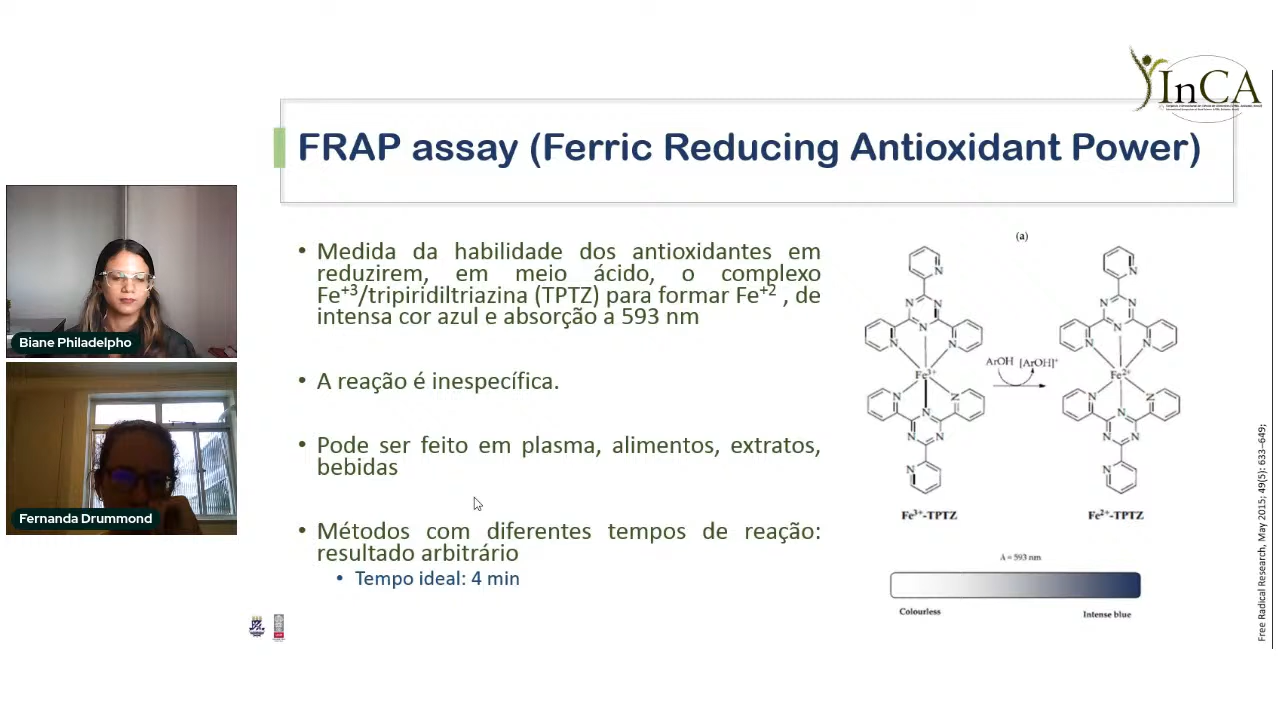 InCA
FRAP assay (Ferric Reducing Antioxidant Power)
Biane Philadelpho
Fernanda Drummond
• Medida da habilidade dos antioxidantes em
reduzirem, em meio ácido, o complexo
Fe+3/tripiridiltriazina (TPTZ) para formar Fe+2 , de
intensa cor azul e absorção a 593 nm
• A reação é inespecífica.
• Pode ser feito em plasma, alimentos, extratos,
bebidas
• Métodos com diferentes tempos de reação:
resultado arbitrário
• Tempo ideal: 4 min
(a)
N
N
N N
N N
Fe3+
N Z
N N
N
N
ArOH [ArOH]+
N
N
N N
N N
Fe2+
N Z
N N
N
N
Fe3+-TPTZ
Fe2+-TPTZ
λ = 593 nm
Colourless
Intense blue
Free Radical Research, May 2015; 49(5): 633–649;